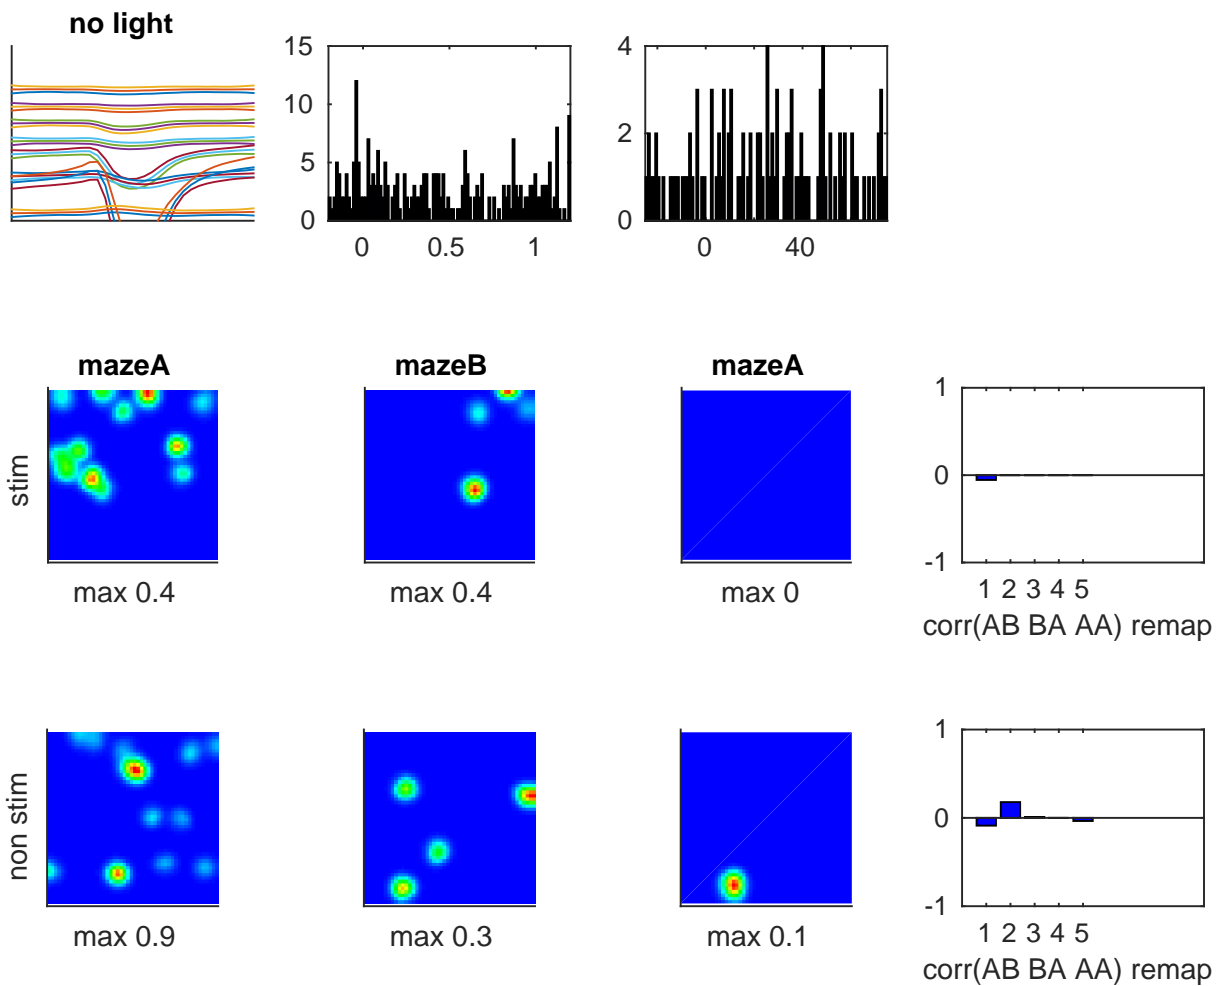 no light
15
10
5
0
0 0.5 1
4
2
0
0 40
mazeA mazeB mazeA
stim
max 0.4 max 0.4 max 0
1
0
-1
1 2 3 4 5
corr(AB BA AA) remap
non stim
max 0.9 max 0.3 max 0.1
1
0
-1
1 2 3 4 5
corr(AB BA AA) remap